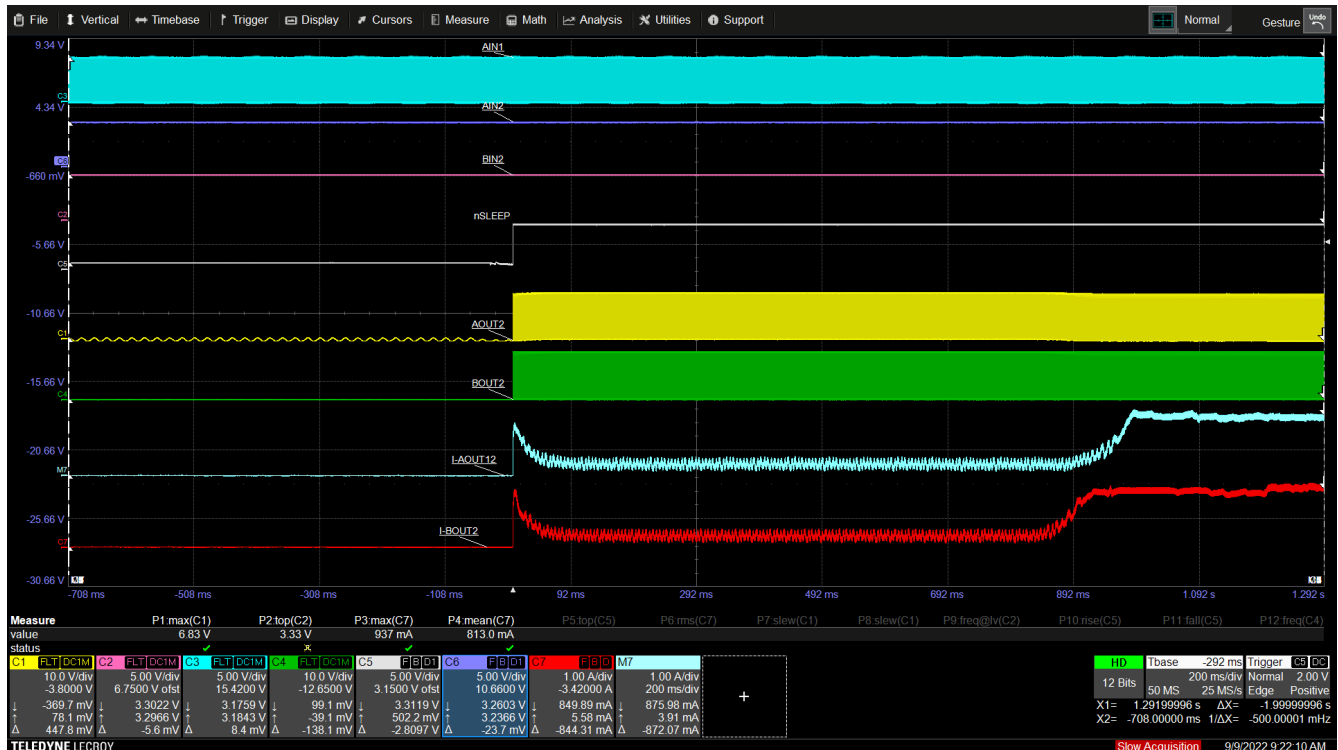 File Vertical Timebase Trigger Display Cursors Measure Math Analysis Utilities Support Normal Gesture Undo
9.34 V
AIN1
C3
4.34 V
AIN2
C6
BIN2
-660 mV
C2
nSLEEP
-5.66 V
C5
-10.66 V
AOUT2
C1
-15.66 V
BOUT2
C4
-20.66 V
I-AOUT12
M7
-25.66 V
I-BOUT2
C7
-30.66 V
-708 ms -508 ms -308 ms -108 ms 92 ms 292 ms 492 ms 692 ms 892 ms 1.092 s 1.292 s
Measure P1:max(C1) P2:top(C2) P3:max(C7) P4:mean(C7) P5:top(C5) P6:rms(C7) P7:slew(C1) P8:slew(C1) P9:freq@lv(C2) P10:rise(C5) P11:fall(C5) P12:freq(C4)
value 6.83 V 3.33 V 937 mA 813.0 mA
status
C1 FLT DC1M C2 FLT DC1M C3 FLT DC1M C4 FLT DC1M C5 F B D1 C6 F B D1 C7 F B D M7 HD Tbase -292 ms Trigger C5 DC
10.0 V/div 5.00 V/div 5.00 V/div 10.0 V/div 5.00 V/div 5.00 V/div 1.00 A/div 1.00 A/div 12 Bits 200 ms/div Normal 2.00 V
-3.8000 V 6.7500 V ofst 15.4200 V -12.6500 V 3.1500 V ofst 10.6600 V -3.42000 A 200 ms/div 50 MS 25 MS/s Edge Positive
↓ -369.7 mV ↓ 3.3022 V ↓ 3.1759 V ↓ 99.1 mV ↓ 3.3119 V ↓ 3.2603 V ↓ 849.89 mA ↓ 875.98 mA X1= 1.29199996 s ΔX= -1.99999996 s
↑ 78.1 mV ↑ 3.2966 V ↑ 3.1843 V ↑ -39.1 mV ↑ 502.2 mV ↑ 3.2366 V ↑ 5.58 mA ↑ 3.91 mA X2= -708.00000 ms 1/ΔX= -500.00001 mHz
Δ 447.8 mV Δ -5.6 mV Δ 8.4 mV Δ -138.1 mV Δ -2.8097 V Δ -23.7 mV Δ -844.31 mA Δ -872.07 mA
TELEDYNE LECROY Slow Acquisition 9/9/2022 9:22:10 AM